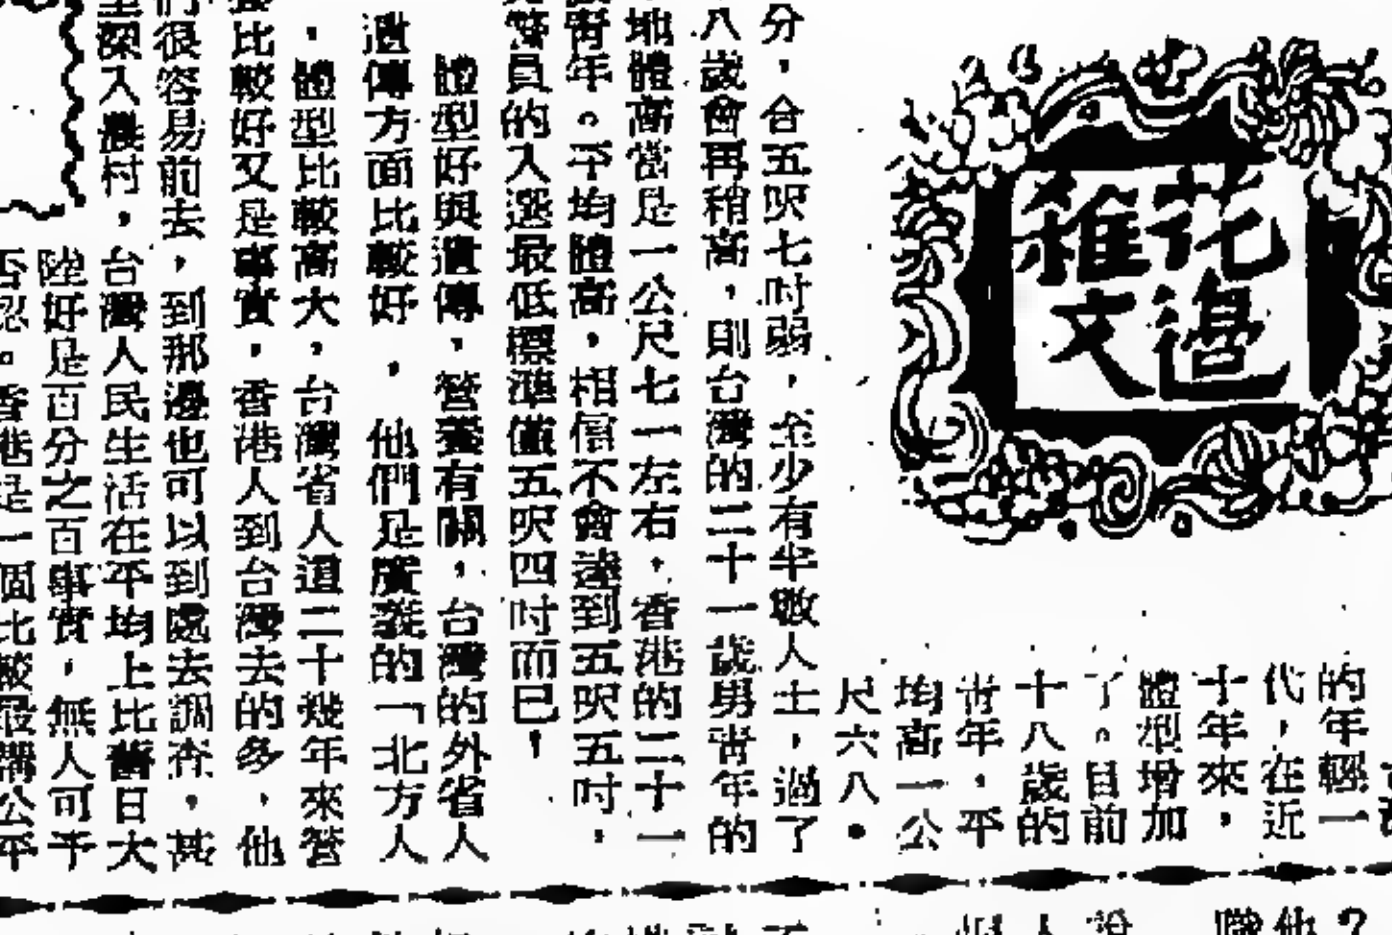 花邊
雜文
的年輕一
代，在近
十年來，
體型增加
了。目前
十八歲的
青年，平
均高一公
尺六八·
分，合五呎七吋弱，至少有半數人士，過了
八歲會再稍高，則台灣的二十一歲男青年的
地體高當是一公尺七一左右，香港的二十一
青年。平均體高，相信不會達到五呎五吋，
警員的入選最低標準值五呎四吋而已！
體型好與遺傳，營養有關，台灣的外省人
遺傳方面比較好，他們是廣義的「北方人
，體型比較高大，台灣省人這二十幾年來營
養比較好又是事實，香港人到台灣去的多，他
們很容易前去，到那邊也可以到處去調查，甚
至深入農村，台灣人民生活在平均上比舊日大
陸好是百分之百事實，無人可予
否認。香港是一個比較最講公平
職他？